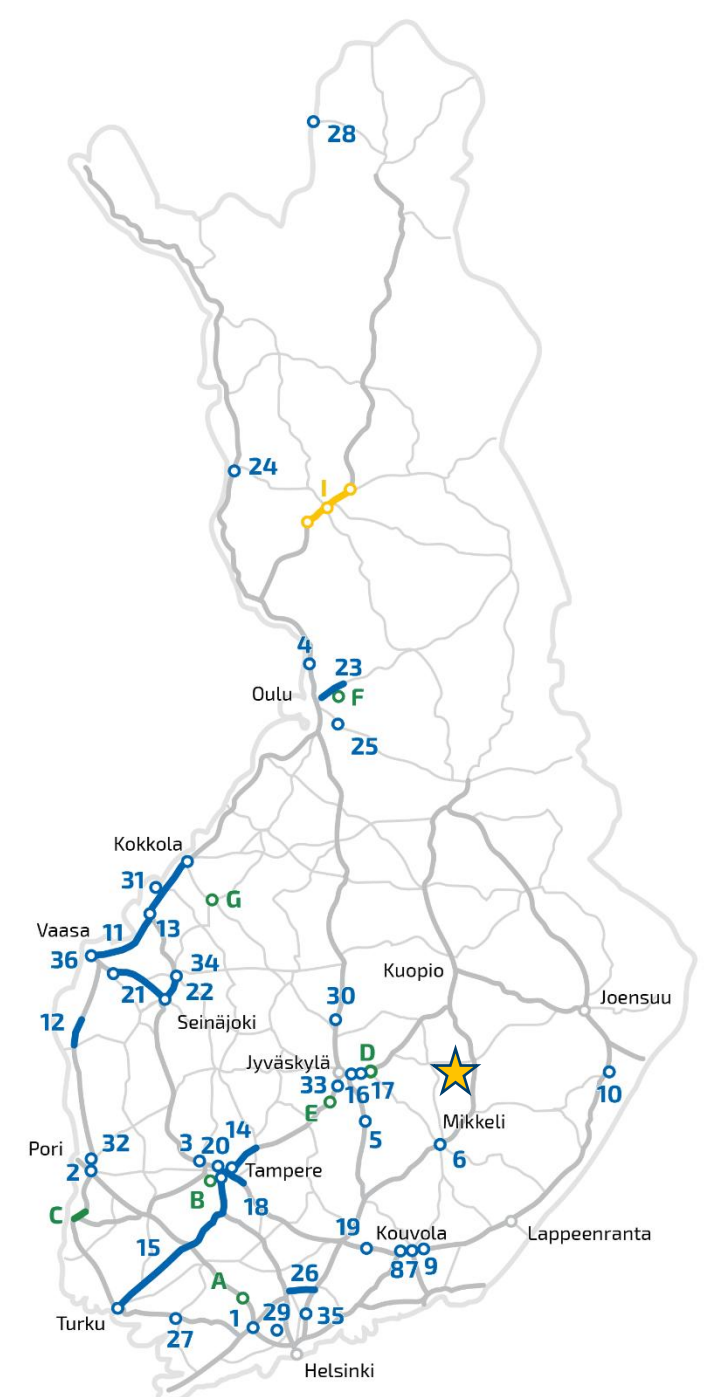 28
24
I
4
23
Oulu
F
25
Kokkola
31
G
Vaasa
11
13
36
34
21
22
Kuopio
Joensuu
12
30
Seinäjoki
Jyväskylä
D
33
16
17
10
E
Mikkeli
5
6
Pori
32
2
3
20
14
Tampere
B
18
C
15
19
Kouvola
Lappeenranta
8
7
9
A
26
Turku
27
1
29
35
Helsinki